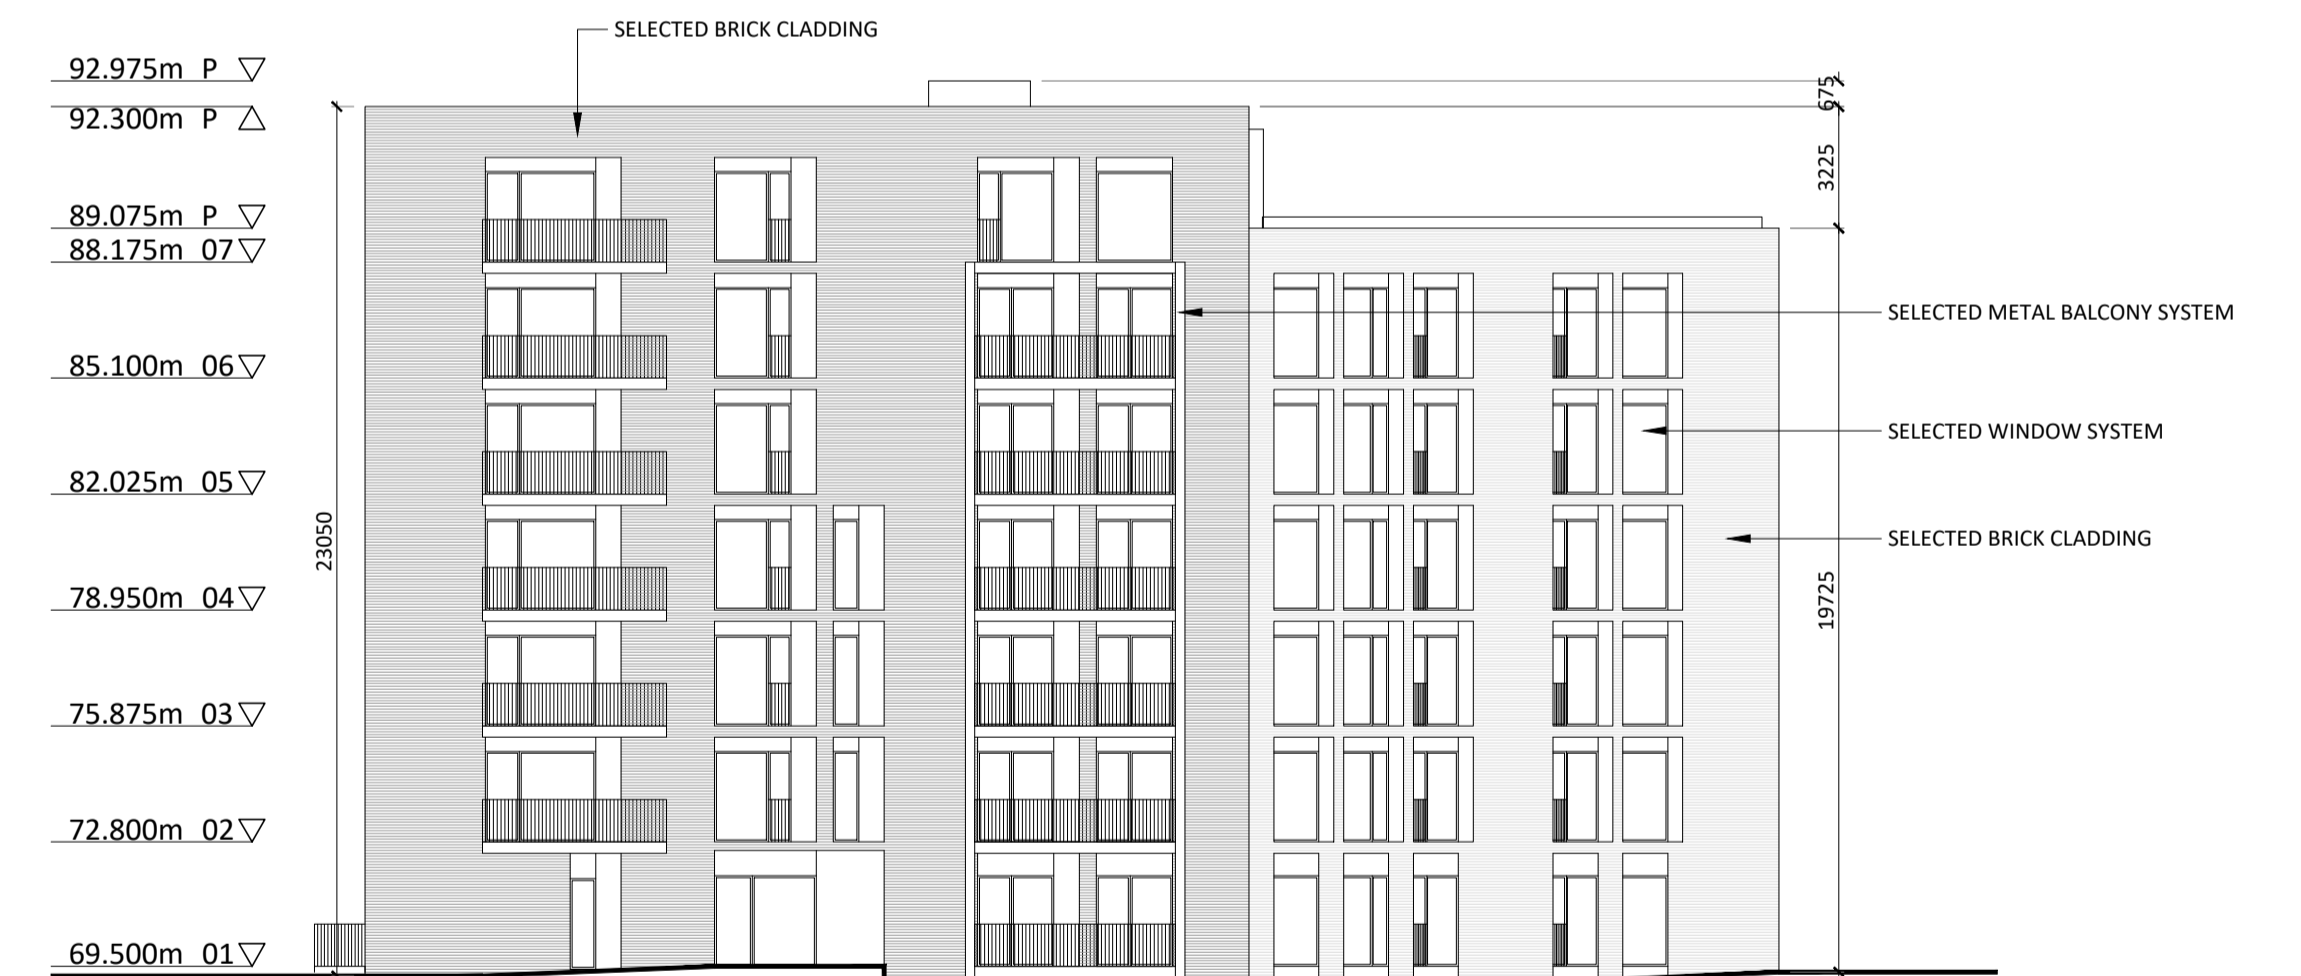 SELECTED BRICK CLADDING
92.975m P
675
92.300m P
3225
89.075m P
88.175m 07
SELECTED METAL BALCONY SYSTEM
85.100m 06
SELECTED WINDOW SYSTEM
82.025m 05
23050
SELECTED BRICK CLADDING
78.950m 04
19725
75.875m 03
72.800m 02
69.500m 01